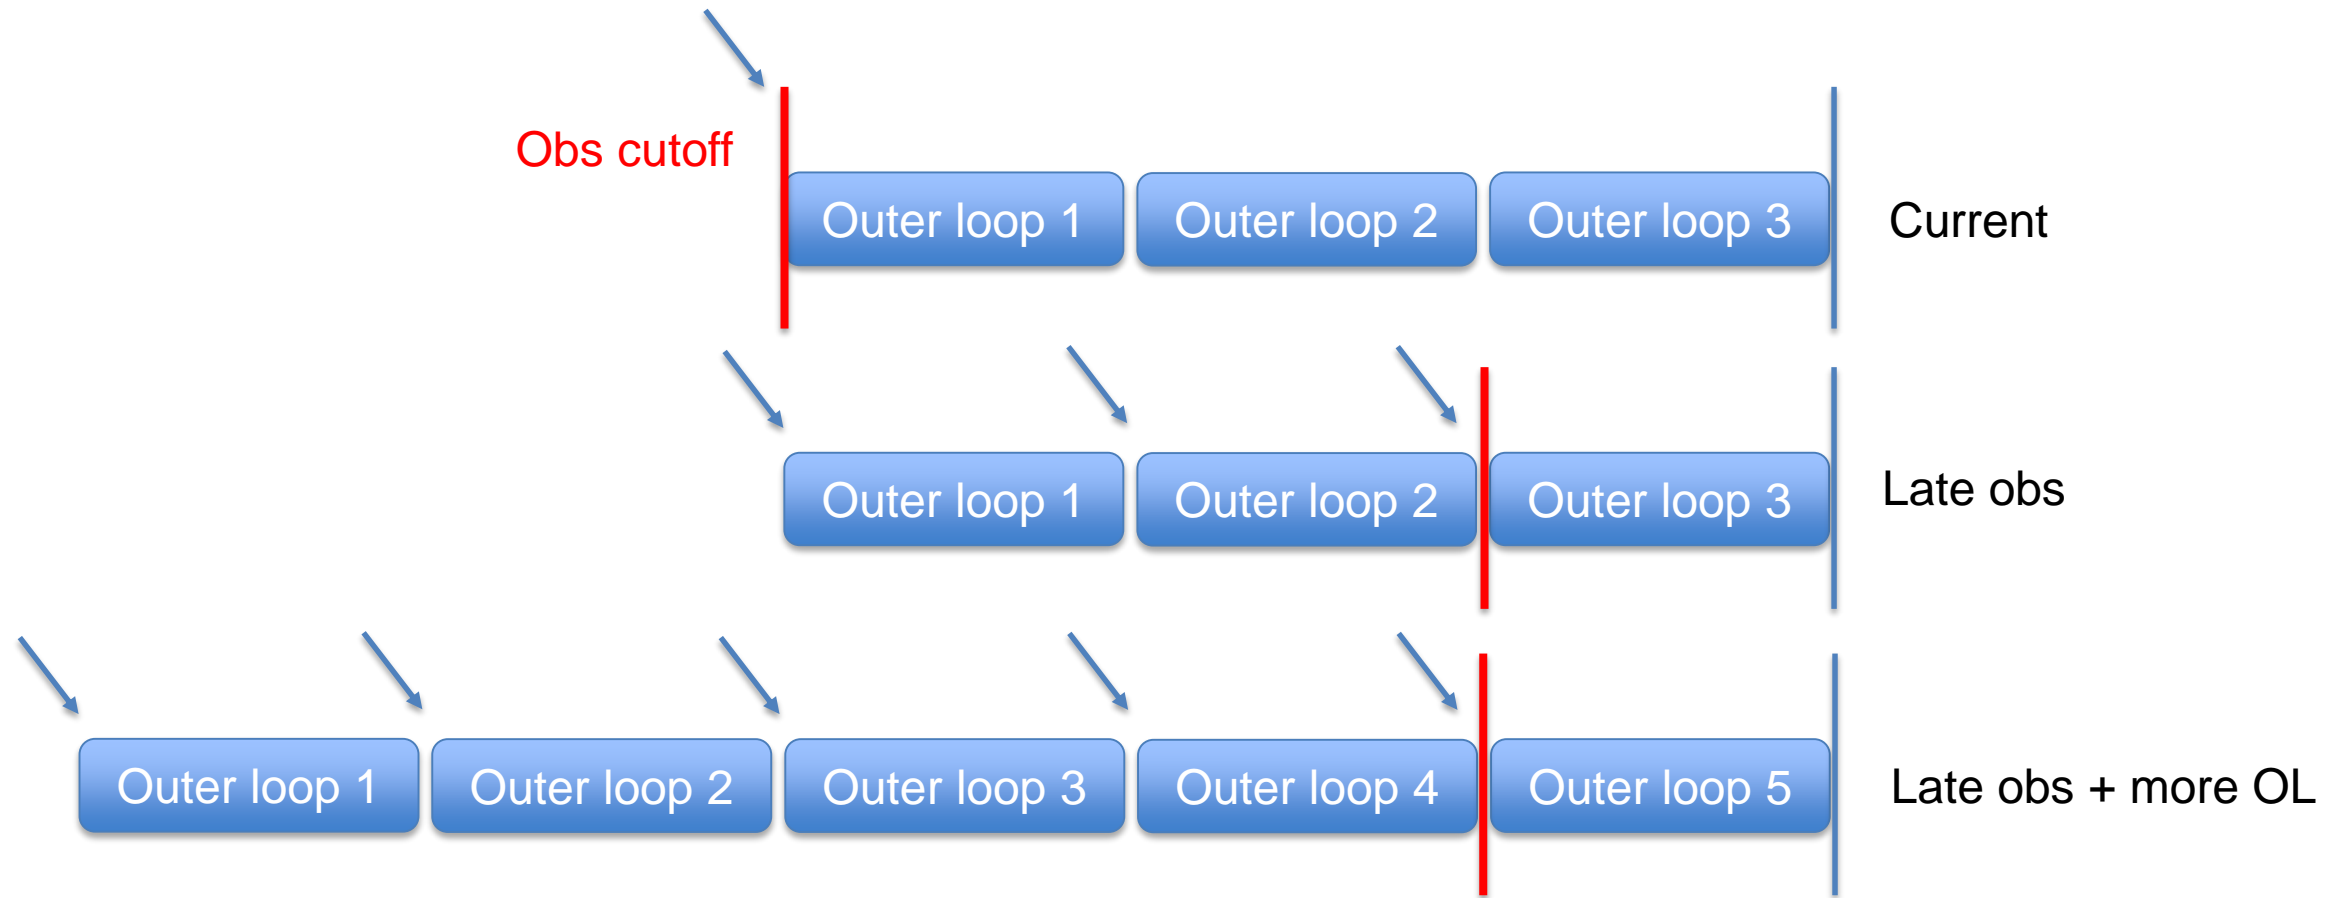 Obs cutoff
Outer loop 1
Outer loop 2
Outer loop 3
Current
Outer loop 1
Outer loop 2
Outer loop 3
Late obs
Outer loop 1
Outer loop 2
Outer loop 3
Outer loop 4
Outer loop 5
Late obs + more OL